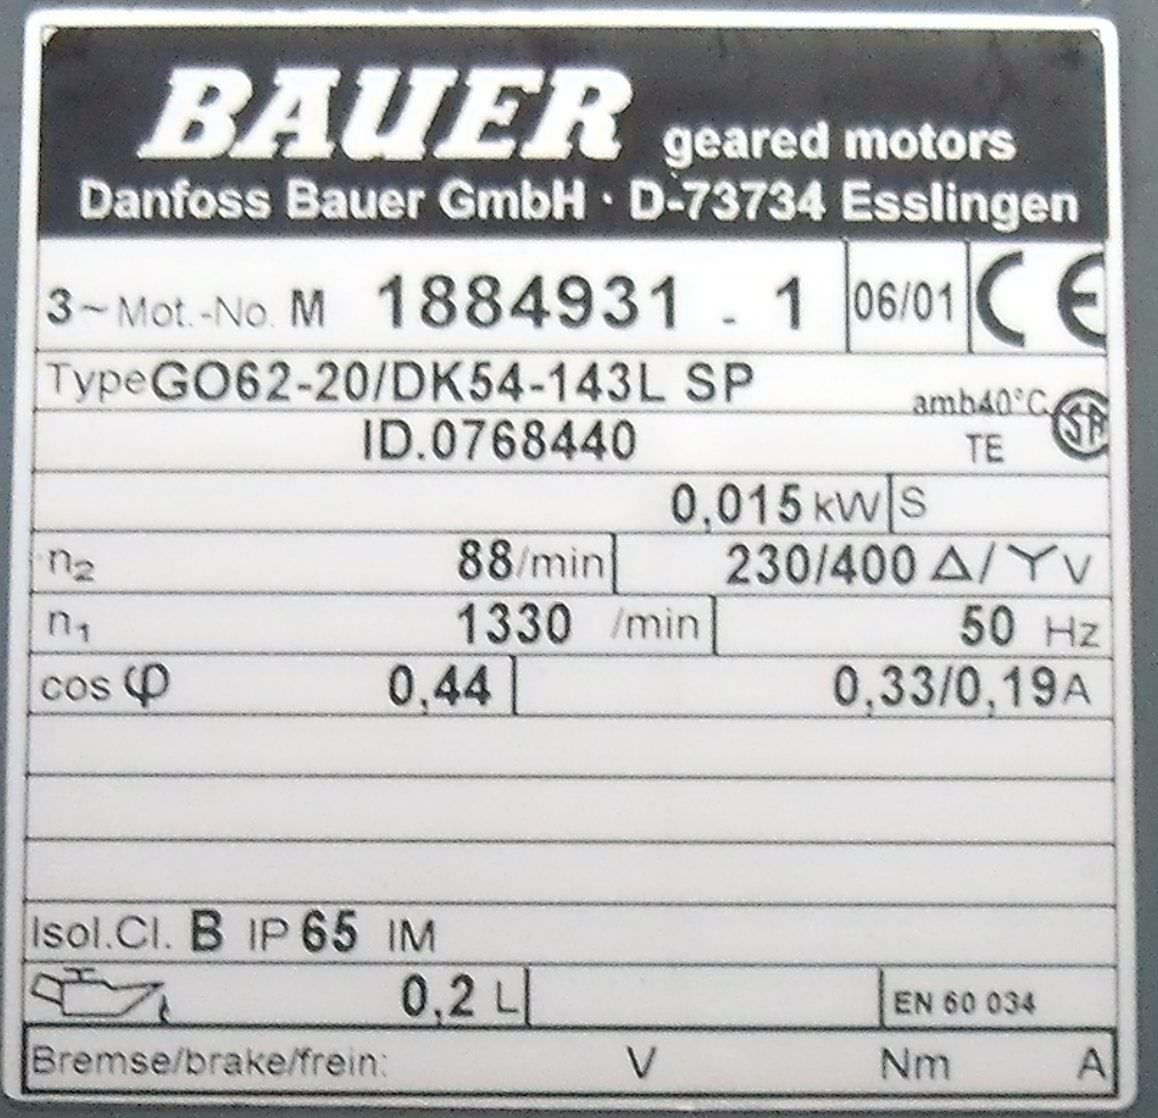 BAUER geared motors
Danfoss Bauer GmbH · D-73734 Esslingen
3~ Mot.-No. M 1884931 - 1 06/01 CE
Type GO62-20/DK54-143L SP amb40°C SA
ID.0768440 TE
0,015 kW S
n₂ 88/min 230/400 Δ/Y V
n₁ 1330 /min 50 Hz
cos φ 0,44 0,33/0,19 A
Isol.Cl. B IP 65 IM
0,2 L EN 60 034
Bremse/brake/frein: V Nm A